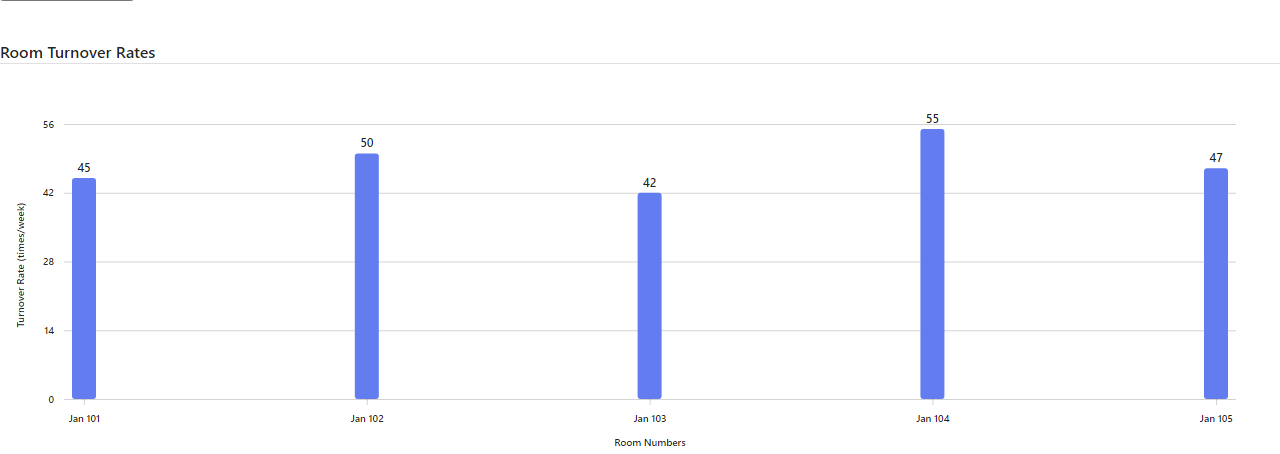 Room Turnover Rates
56
42
28
14
0
Turnover Rate (times/week)
45
50
42
55
47
Jan 101
Jan 102
Jan 103
Jan 104
Jan 105
Room Numbers